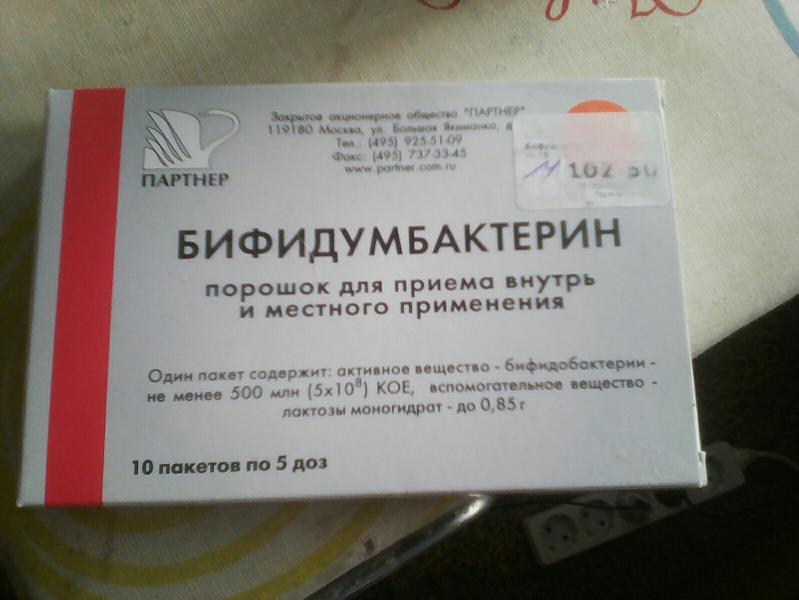 Закрытое акционерное общество "ПАРТНЕР"
119180 Москва, ул. Большая Якиманка,
Тел.: (495) 925-51-09
Факс: (495) 737-33-45
www.partner.com.ru
ПАРТНЕР
102 50
БИФИДУМБАКТЕРИН
порошок для приема внутрь
и местного применения
Один пакет содержит: активное вещество - бифидобактерии -
не менее 500 млн (5х10⁸) КОЕ, вспомогательное вещество -
лактозы моногидрат - до 0,85 г
10 пакетов по 5 доз